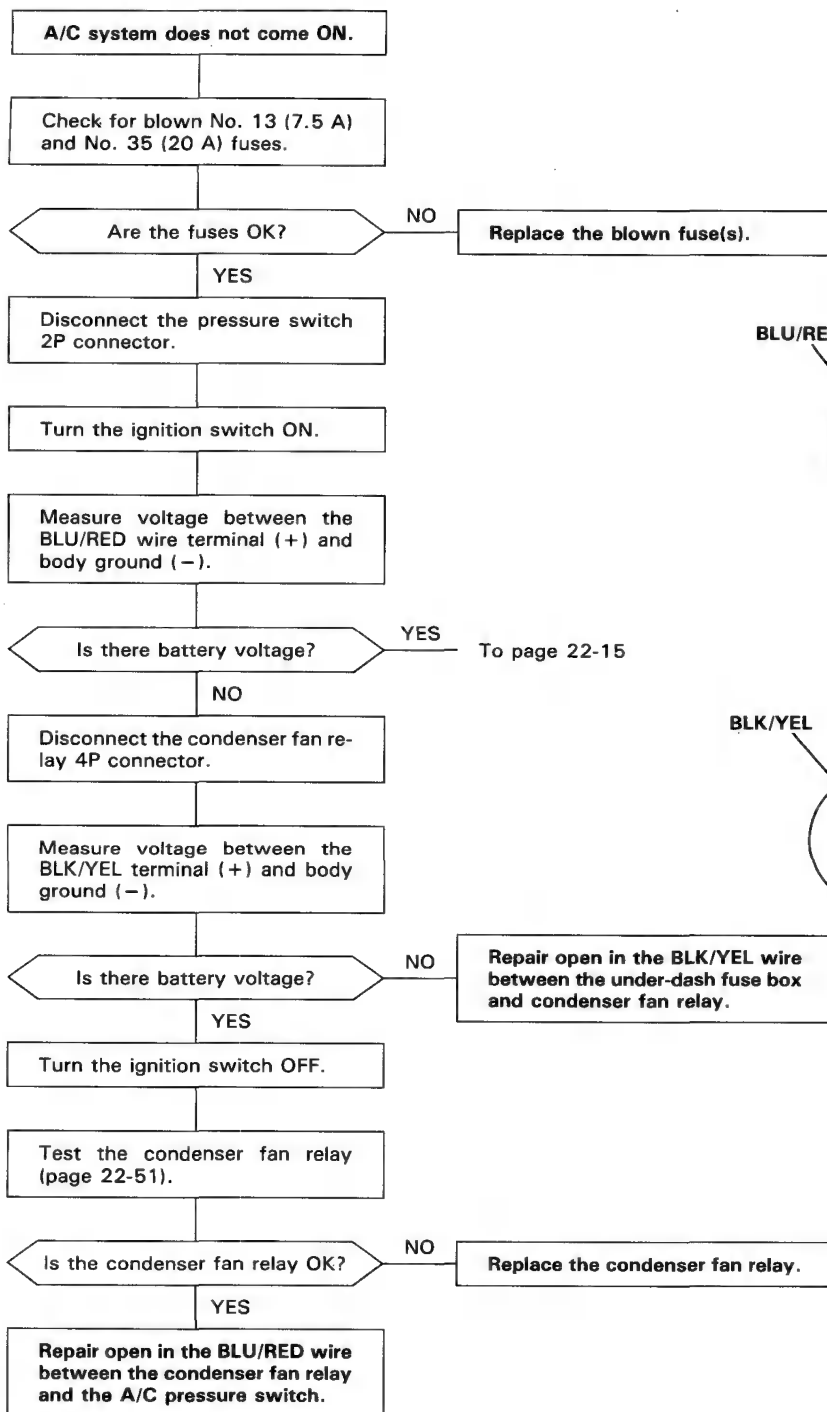 A/C system does not come ON.
Check for blown No. 13 (7.5 A)
and No. 35 (20 A) fuses.
Are the fuses OK?
NO
Replace the blown fuse(s).
YES
Disconnect the pressure switch
2P connector.
BLU/RE
Turn the ignition switch ON.
Measure voltage between the
BLU/RED wire terminal (+) and
body ground (−).
Is there battery voltage?
YES
To page 22-15
NO
Disconnect the condenser fan re-
lay 4P connector.
BLK/YEL
Measure voltage between the
BLK/YEL terminal (+) and body
ground (−).
Is there battery voltage?
NO
Repair open in the BLK/YEL wire
between the under-dash fuse box
and condenser fan relay.
YES
Turn the ignition switch OFF.
Test the condenser fan relay
(page 22-51).
Is the condenser fan relay OK?
NO
Replace the condenser fan relay.
YES
Repair open in the BLU/RED wire
between the condenser fan relay
and the A/C pressure switch.